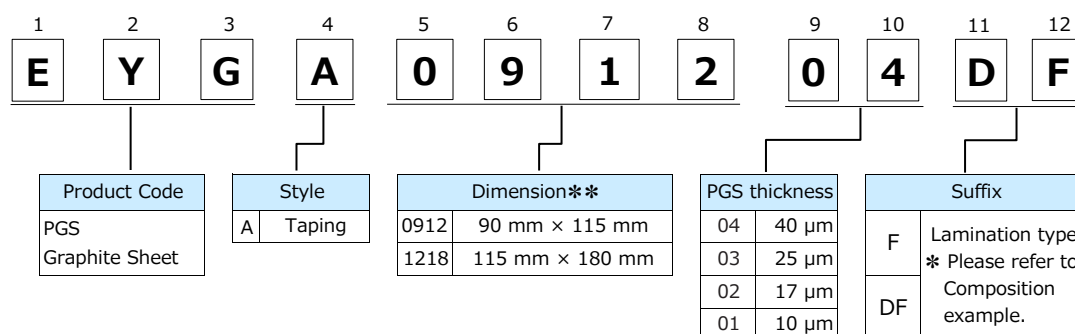 1 2 3 4 5 6 7 8 9 10 11 12
E Y G A 0 9 1 2 0 4 D F
Product Code
PGS
Graphite Sheet
Style
A Taping
Dimension**
0912 90 mm × 115 mm
1218 115 mm × 180 mm
PGS thickness
04 40 μm
03 25 μm
02 17 μm
01 10 μm
Suffix
F
DF
Lamination type
* Please refer to
Composition
example.